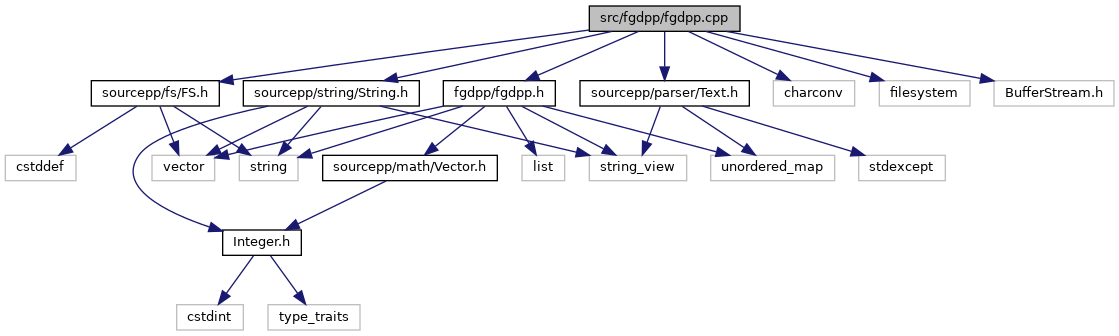 src/fgdpp/fgdpp.cpp
sourcepp/fs/FS.h
sourcepp/string/String.h
fgdpp/fgdpp.h
sourcepp/parser/Text.h
charconv
filesystem
BufferStream.h
cstddef
vector
string
sourcepp/math/Vector.h
list
string_view
unordered_map
stdexcept
Integer.h
cstdint
type_traits